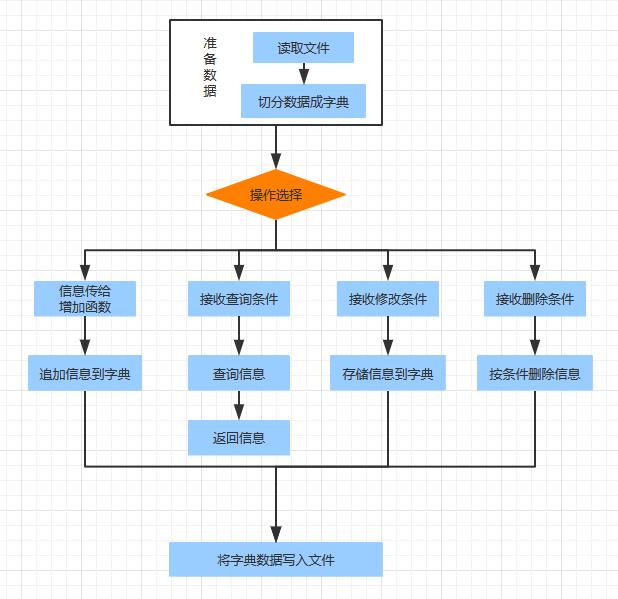 准备数据
读取文件
切分数据成字典
操作选择
信息传给
增加函数
接收查询条件
接收修改条件
接收删除条件
追加信息到字典
查询信息
存储信息到字典
按条件删除信息
返回信息
将字典数据写入文件